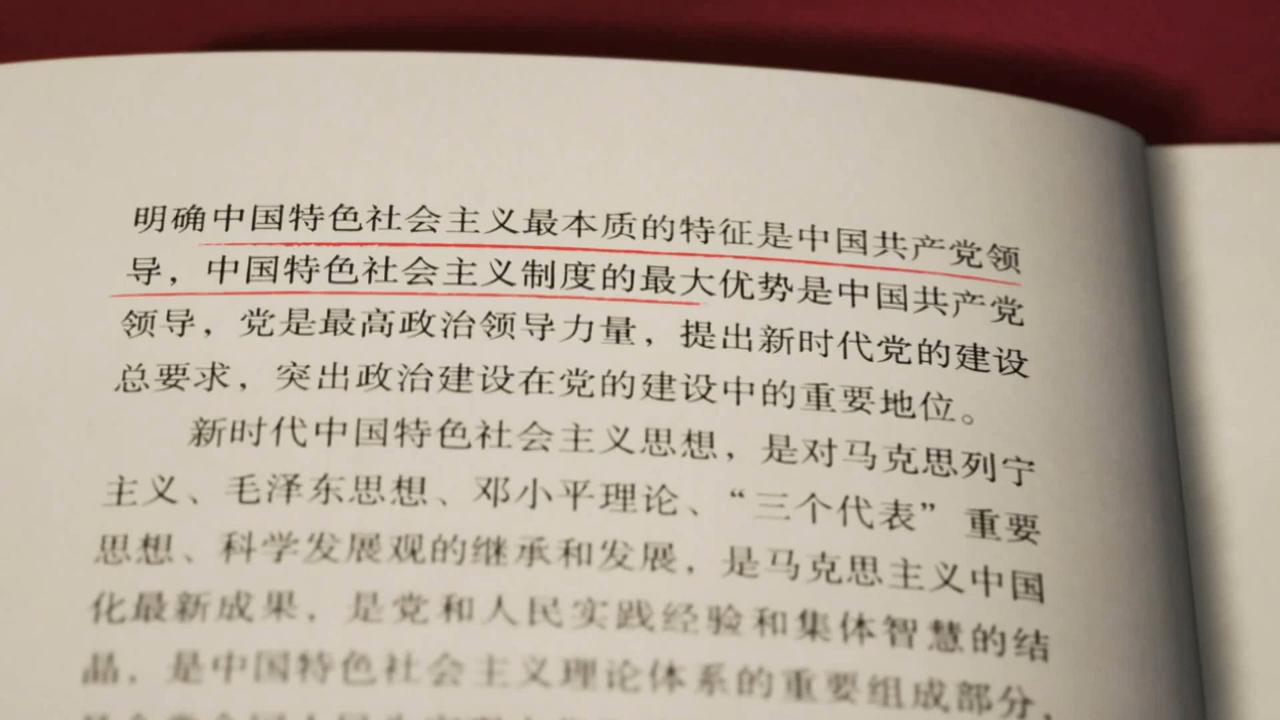 明确中国特色社会主义最本质的特征是中国共产党领
导，中国特色社会主义制度的最大优势是中国共产党
领导，党是最高政治领导力量，提出新时代党的建设
总要求，突出政治建设在党的建设中的重要地位。
新时代中国特色社会主义思想，是对马克思列宁
主义、毛泽东思想、邓小平理论、“三个代表”重要
思想、科学发展观的继承和发展，是马克思主义中国
化最新成果，是党和人民实践经验和集体智慧的结
晶，是中国特色社会主义理论体系的重要组成部分，